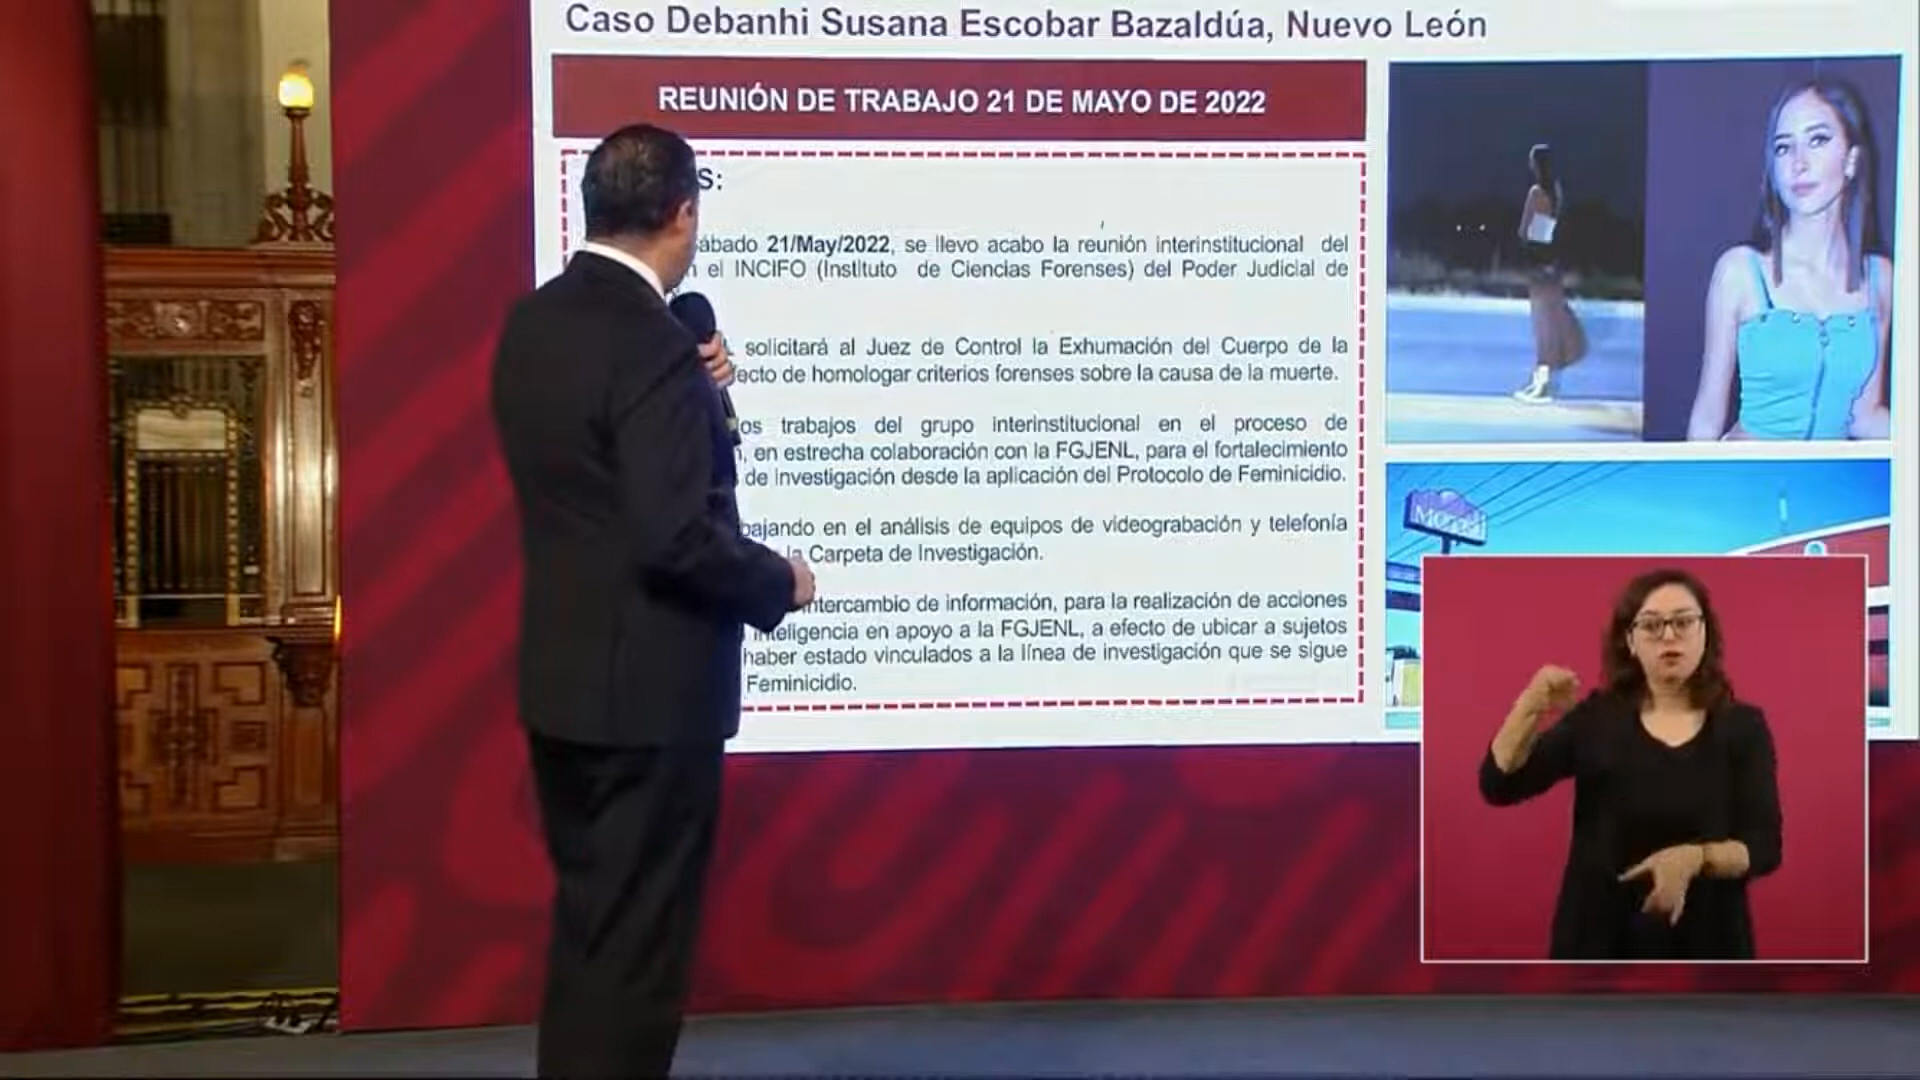 Caso Debanhi Susana Escobar Bazaldúa, Nuevo León
REUNIÓN DE TRABAJO 21 DE MAYO DE 2022
21/May/2022, se llevo acabo la reunión interinstitucional del
el INCIFO (Instituto de Ciencias Forenses) del Poder Judicial de
solicitará al Juez de Control la Exhumación del Cuerpo de la
de homologar criterios forenses sobre la causa de la muerte.
trabajos del grupo interinstitucional en el proceso de
en estrecha colaboración con la FGJENL, para el fortalecimiento
de Investigación desde la aplicación del Protocolo de Feminicidio.
en el análisis de equipos de videograbación y telefonía
la Carpeta de Investigación.
de información, para la realización de acciones
inteligencia en apoyo a la FGJENL, a efecto de ubicar a sujetos
haber estado vinculados a la línea de investigación que se sigue
Feminicidio.